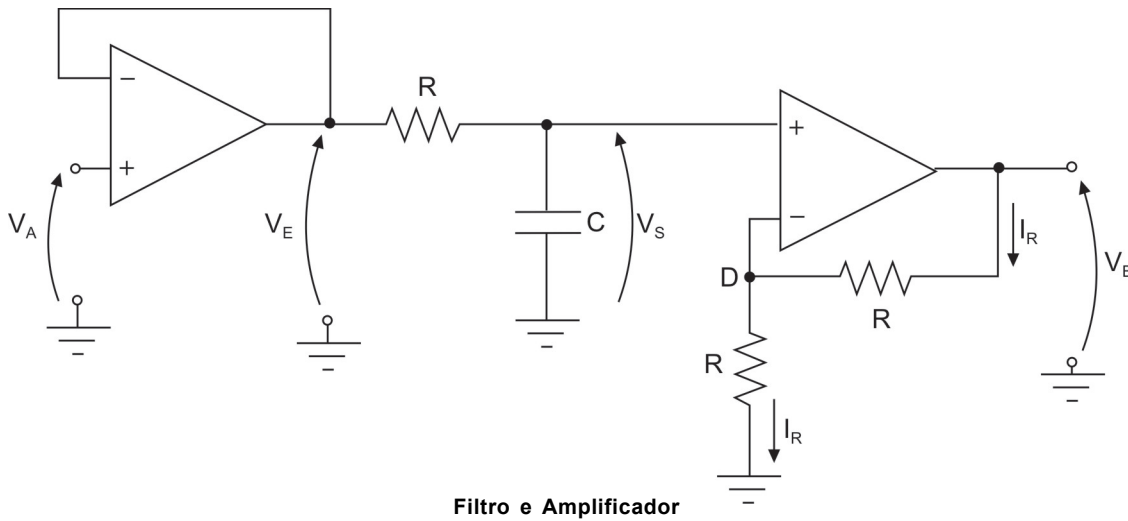 R
V_A
V_E
C
V_S
I_R
V_B
D
R
R
I_R
Filtro e Amplificador